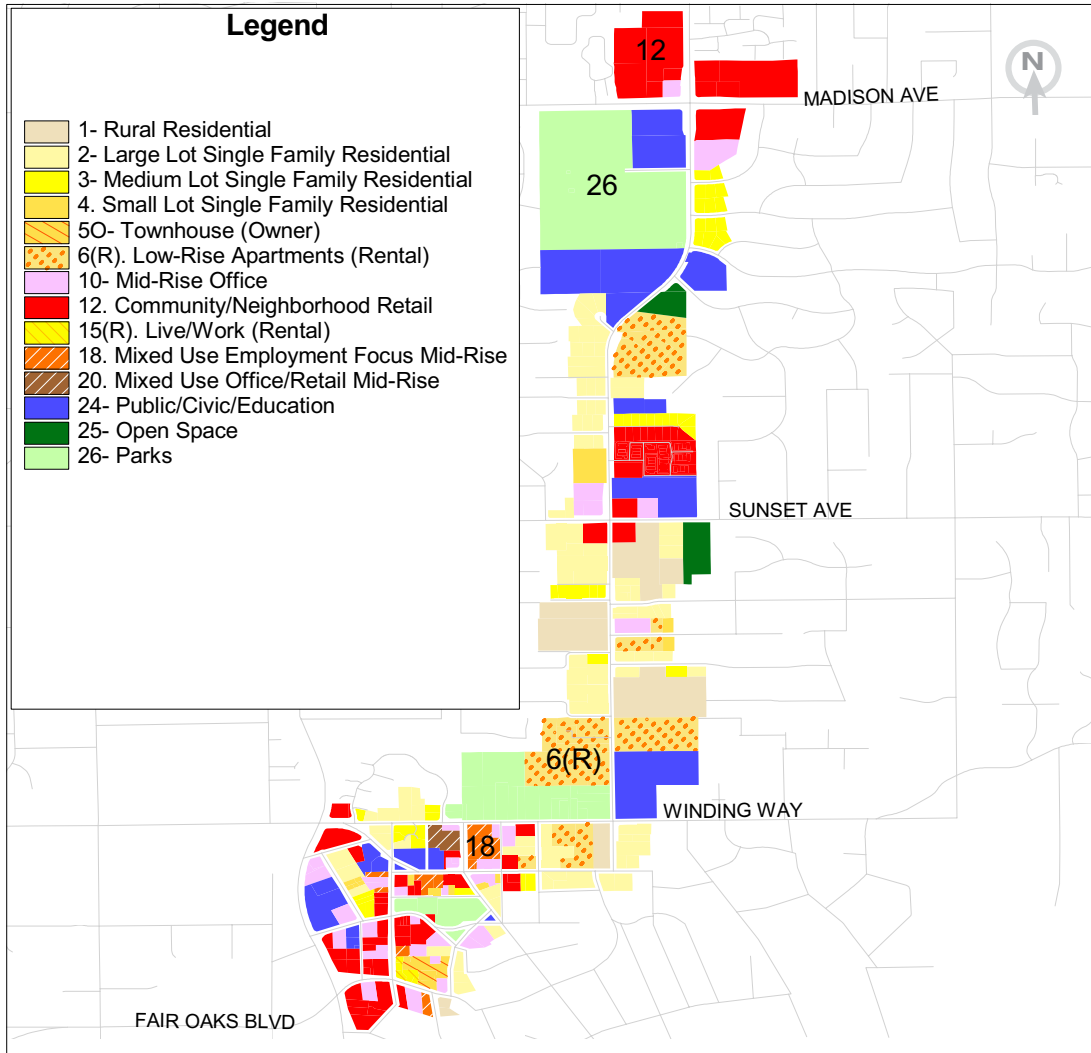 Legend
1- Rural Residential
2- Large Lot Single Family Residential
3- Medium Lot Single Family Residential
4. Small Lot Single Family Residential
5O- Townhouse (Owner)
6(R). Low-Rise Apartments (Rental)
10- Mid-Rise Office
12. Community/Neighborhood Retail
15(R). Live/Work (Rental)
18. Mixed Use Employment Focus Mid-Rise
20. Mixed Use Office/Retail Mid-Rise
24- Public/Civic/Education
25- Open Space
26- Parks
12
N
MADISON AVE
26
SUNSET AVE
6(R)
WINDING WAY
18
FAIR OAKS BLVD